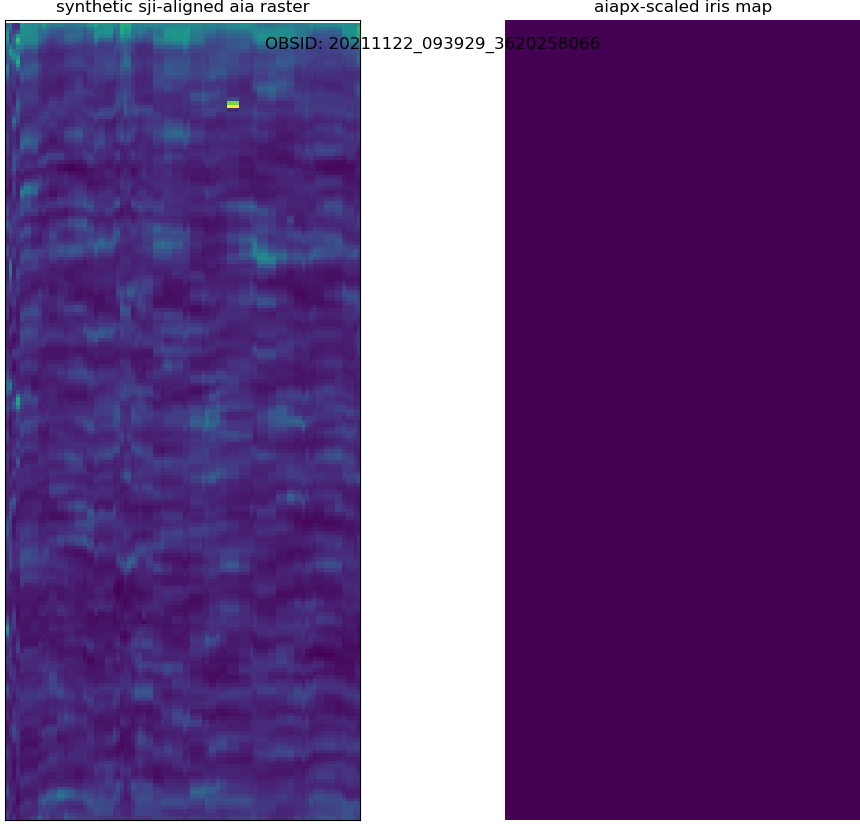 synthetic sji-aligned aia raster
aiapx-scaled iris map
OBSID: 20211122_093929_3620258066